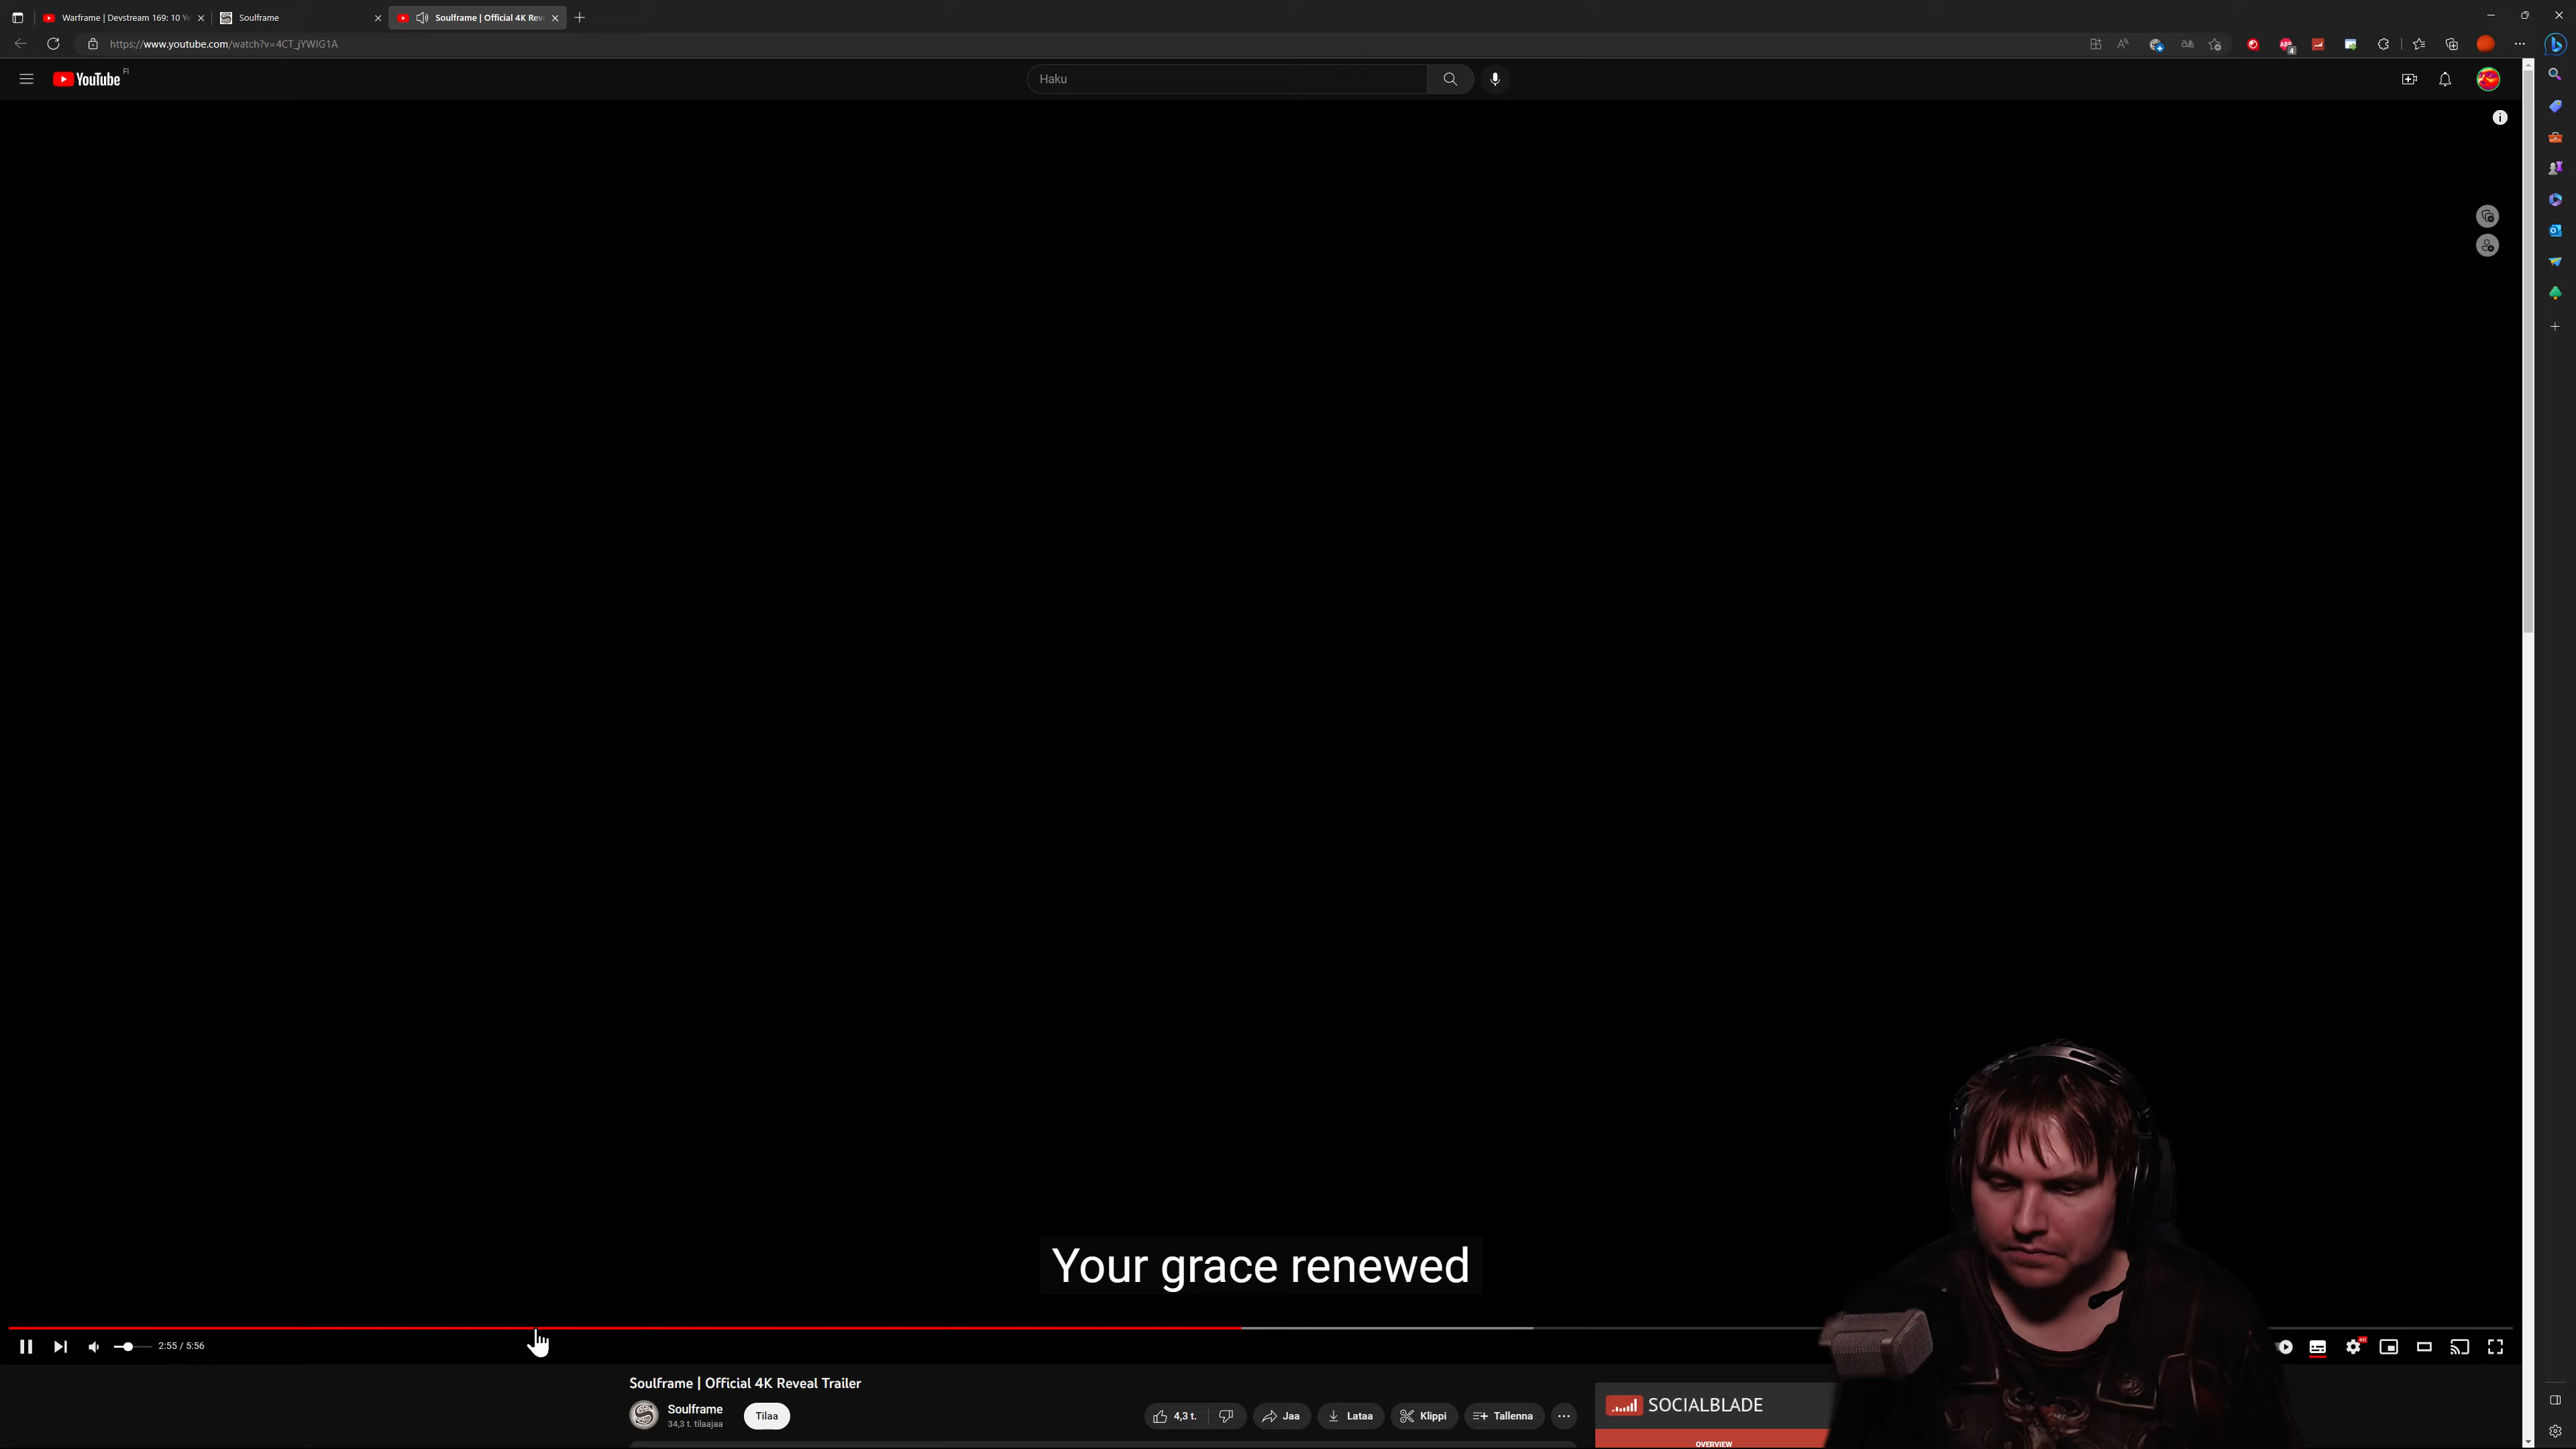 Warframe | Devstream 169: 10 Ye
Soulframe
Soulframe | Official 4K Rev
https://www.youtube.com/watch?v=4CT_jYWIG1A
YouTube FI
Haku
4
Your grace renewed
2:55 / 5:56
Soulframe | Official 4K Reveal Trailer
Soulframe
34,3 t. tilaajaa
Tilaa
4,3 t.
Jaa
Lataa
Klippi
Tallenna
SOCIALBLADE
OVERVIEW